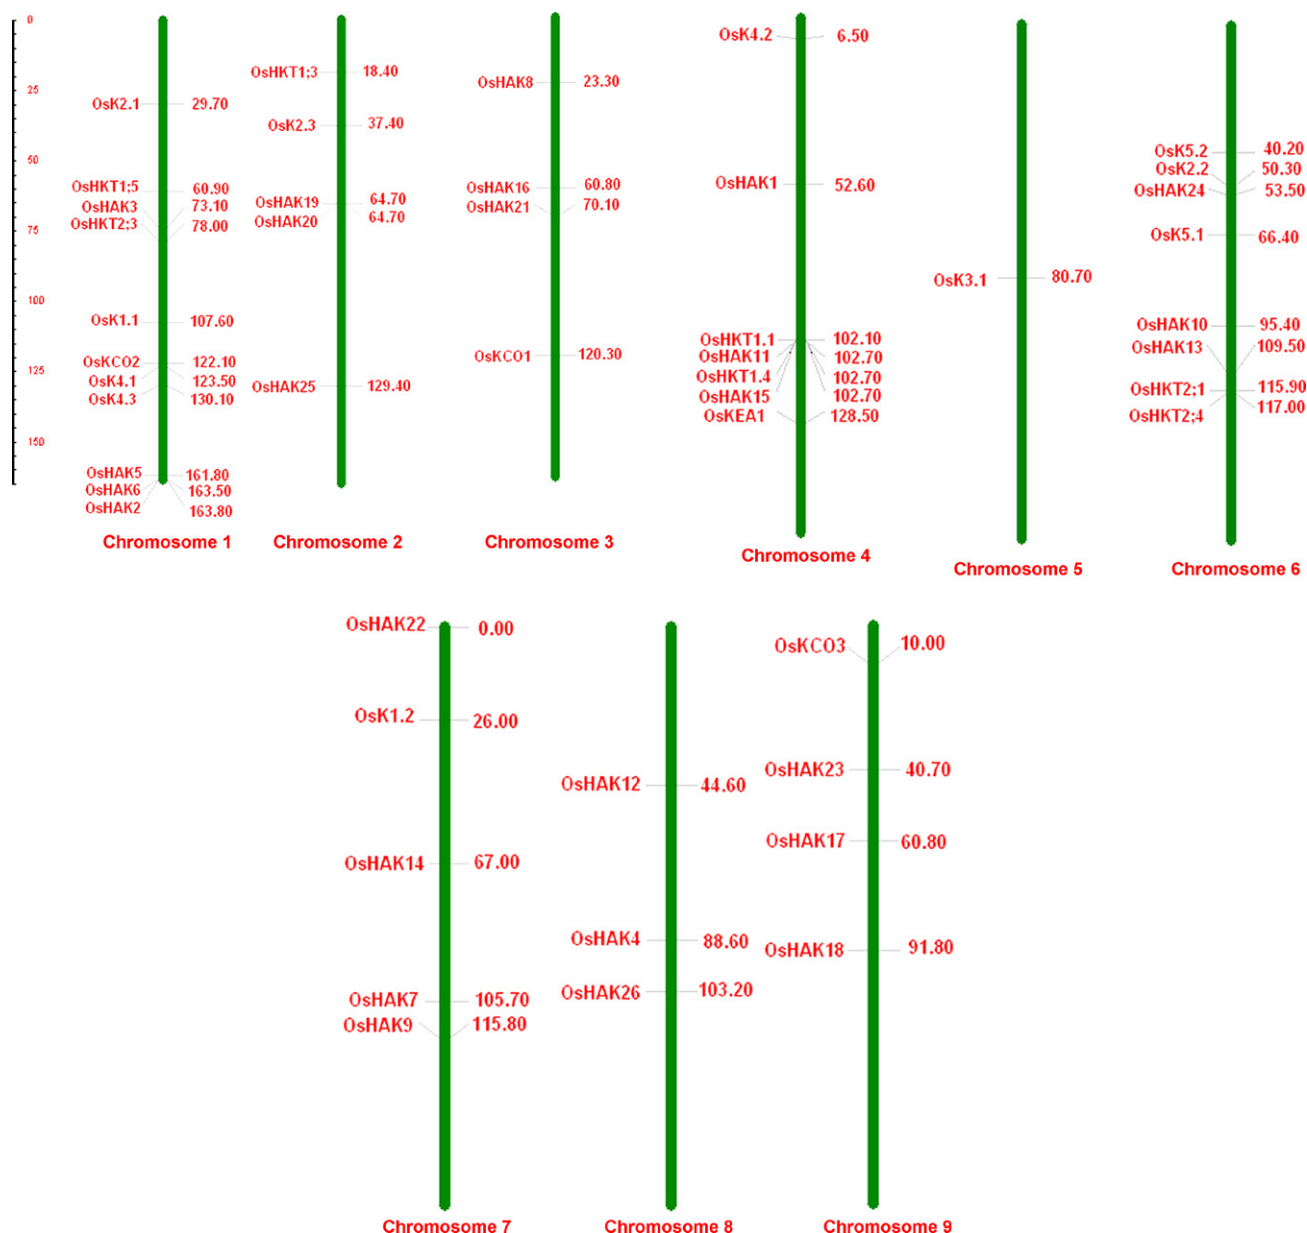 0
25
50
75
100
125
150
OsK2.1 29.70
OsHKT1;5 60.90
OsHAK3 73.10
OsHKT2;3 78.00
OsK1.1 107.60
OsKCO2 122.10
OsK4.1 123.50
OsK4.3 130.10
OsHAK5 161.80
OsHAK6 163.50
OsHAK2 163.80
Chromosome 1
OsHKT1;3 18.40
OsK2.3 37.40
OsHAK19 64.70
OsHAK20 64.70
OsHAK25 129.40
Chromosome 2
OsHAK8 23.30
OsHAK16 60.80
OsHAK21 70.10
OsKCO1 120.30
Chromosome 3
OsK4.2 6.50
OsHAK1 52.60
OsHKT1.1 102.10
OsHAK11 102.70
OsHKT1.4 102.70
OsHAK15 102.70
OsKEA1 128.50
Chromosome 4
OsK3.1 80.70
Chromosome 5
OsK5.2 40.20
OsK2.2 50.30
OsHAK24 53.50
OsK5.1 66.40
OsHAK10 95.40
OsHAK13 109.50
OsHKT2;1 115.90
OsHKT2;4 117.00
Chromosome 6
OsHAK22 0.00
OsK1.2 26.00
OsHAK14 67.00
OsHAK7 105.70
OsHAK9 115.80
Chromosome 7
OsHAK12 44.60
OsHAK4 88.60
OsHAK26 103.20
Chromosome 8
OsKCO3 10.00
OsHAK23 40.70
OsHAK17 60.80
OsHAK18 91.80
Chromosome 9